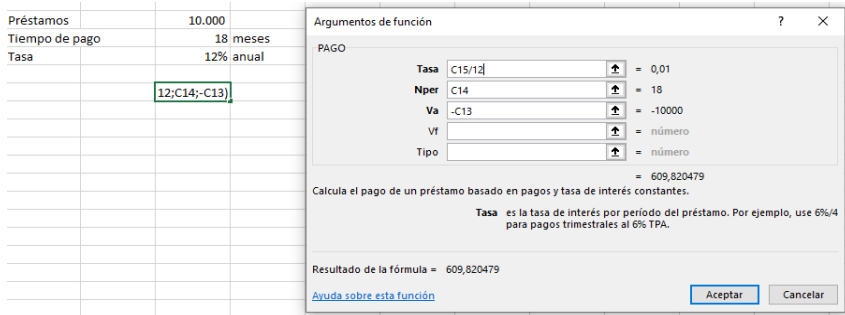 Préstamos 10.000
Tiempo de pago 18 meses
Tasa 12% anual
12;C14;-C13)
Argumentos de función ? ×
PAGO
Tasa C15/12 = 0,01
Nper C14 = 18
Va -C13 = -10000
Vf = número
Tipo = número
= 609,820479
Calcula el pago de un préstamo basado en pagos y tasa de interés constantes.
Tasa es la tasa de interés por período del préstamo. Por ejemplo, use 6%/4
para pagos trimestrales al 6% TPA.
Resultado de la fórmula = 609,820479
Ayuda sobre esta función Aceptar Cancelar